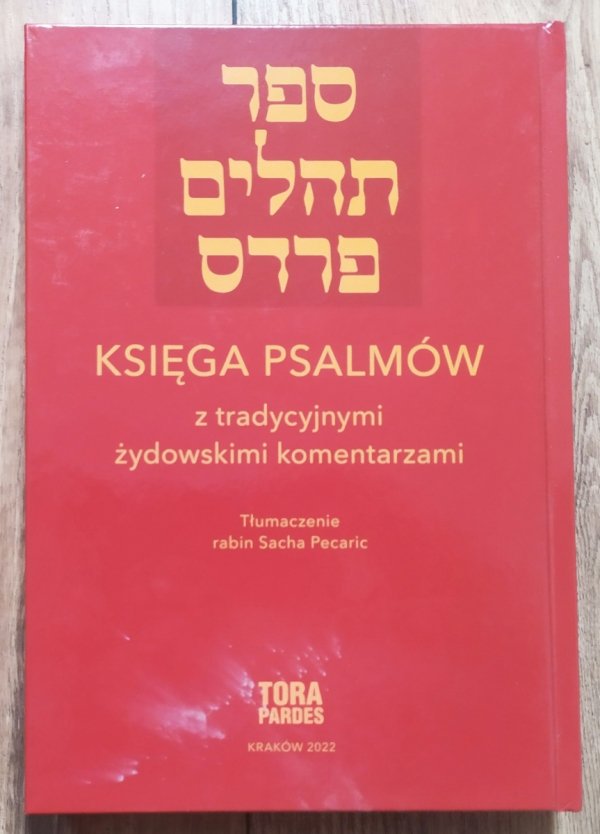 ספר
תהלים
פרדס
KSIĘGA PSALMÓW
z tradycyjnymi
żydowskimi komentarzami
Tłumaczenie
rabin Sacha Pecaric
TORA
PARDES
KRAKÓW 2022